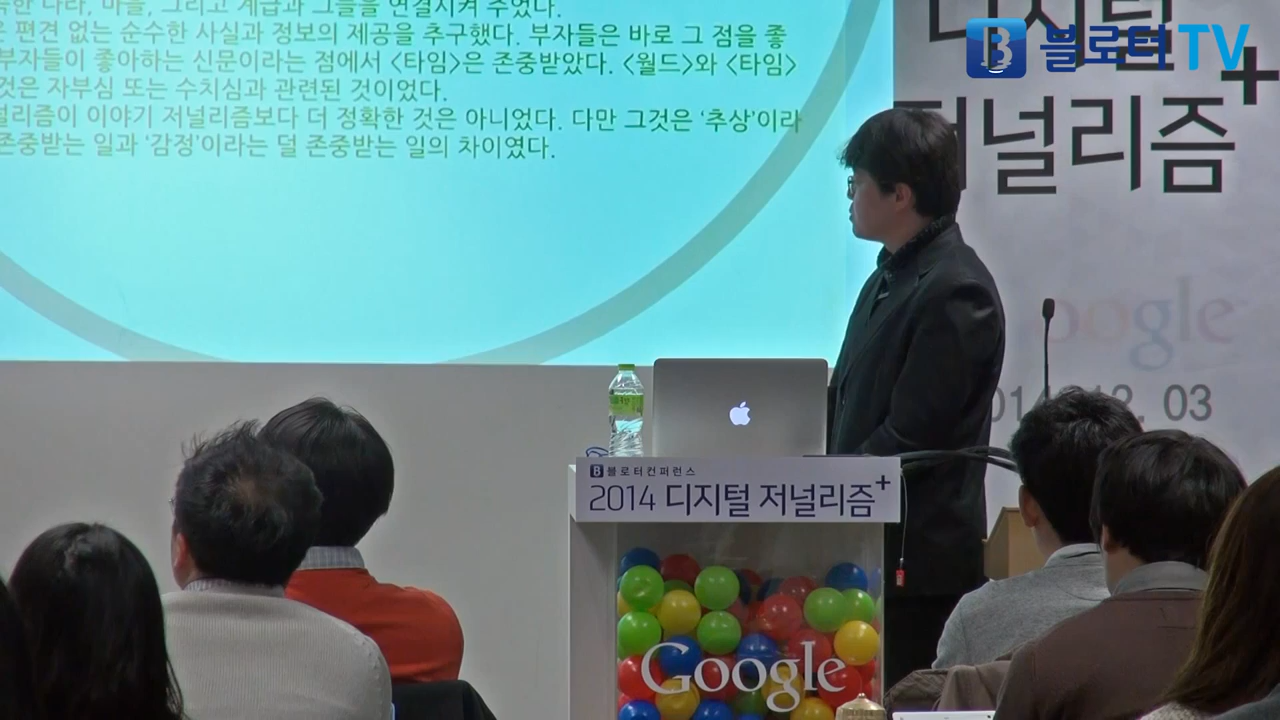 한 나라, 마을, 그리고 계급과 그들을 연결시켜 주었다.
편견 없는 순수한 사실과 정보의 제공을 추구했다. 부자들은 바로 그 점을 좋
부자들이 좋아하는 신문이라는 점에서 <타임>은 존중받았다. <월드>와 <타임>
것은 자부심 또는 수치심과 관련된 것이었다.
널리즘이 이야기 저널리즘보다 더 정확한 것은 아니었다. 다만 그것은 ‘추상’이라
존중받는 일과 ‘감정’이라는 덜 존중받는 일의 차이였다.
B 블로터TV
디지털
저널리즘+
Google
2014 12. 03
B 블로터컨퍼런스
2014 디지털 저널리즘+
Google